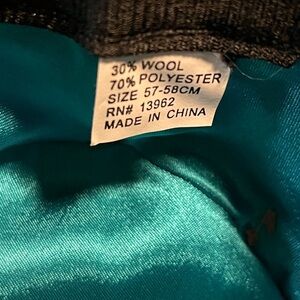 30% WOOL
70% POLYESTER
SIZE 57-58CM
RN# 13962
MADE IN CHINA